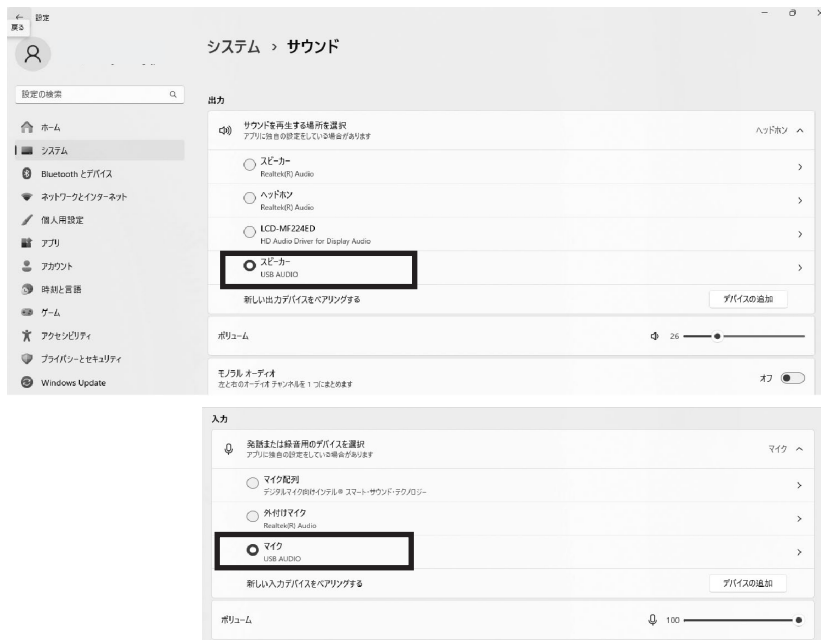 ←
設定
戻る
システム › サウンド
設定の検索
ホーム
システム
Bluetooth とデバイス
ネットワークとインターネット
個人用設定
アプリ
アカウント
時刻と言語
ゲーム
アクセシビリティ
プライバシーとセキュリティ
Windows Update
出力
サウンドを再生する場所を選択
アプリに独自の設定をしている場合があります
ヘッドホン
スピーカー
Realtek(R) Audio
ヘッドホン
Realtek(R) Audio
LCD-MF224ED
HD Audio Driver for Display Audio
スピーカー
USB AUDIO
新しい出力デバイスをペアリングする
デバイスの追加
ボリューム
26
モノラル オーディオ
左と右のオーディオ チャンネルを 1 つにまとめます
オフ
入力
発話または録音用のデバイスを選択
アプリに独自の設定をしている場合があります
マイク
マイク配列
デジタルマイク向けインテル® スマート・サウンド・テクノロジー
外付けマイク
Realtek(R) Audio
マイク
USB AUDIO
新しい入力デバイスをペアリングする
デバイスの追加
ボリューム
100